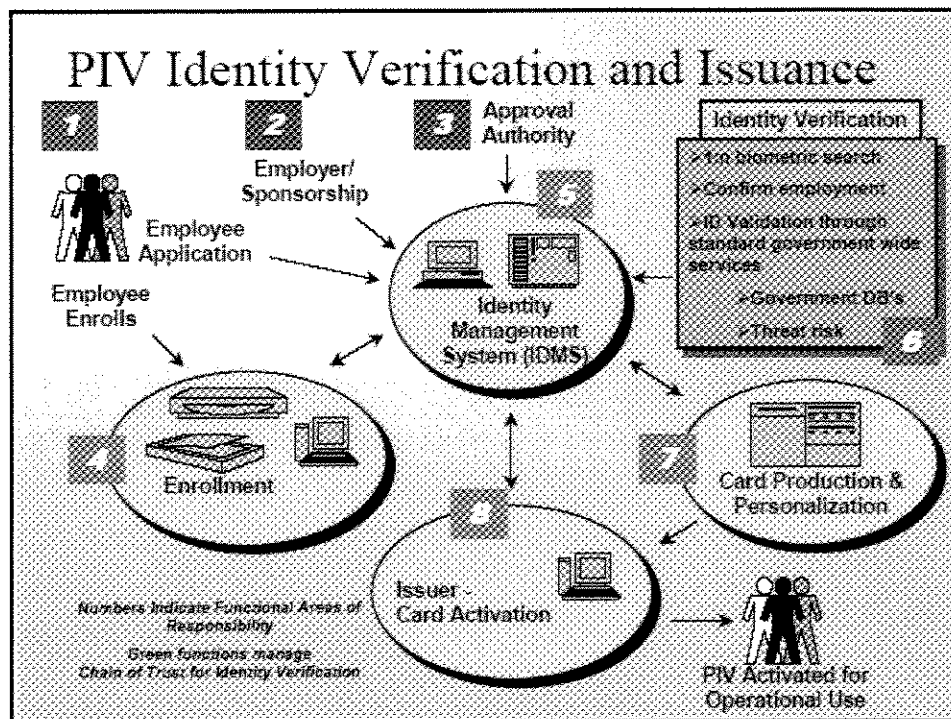 PIV Identity Verification and Issuance
1
2
3
Approval
Authority
Identity Verification
➤1:n biometric search
➤Confirm employment
➤ID Validation through
standard government wide
services
➤Government DB's
➤Threat risk
6
Employer/
Sponsorship
Employee
Application
Employee
Enrolls
5
Identity
Management
System (IDMS)
4
Enrollment
7
Card Production &
Personalization
8
Issuer -
Card Activation
Numbers Indicate Functional Areas of
Responsibility
Green functions manage
Chain of Trust for Identity Verification
PIV Activated for
Operational Use